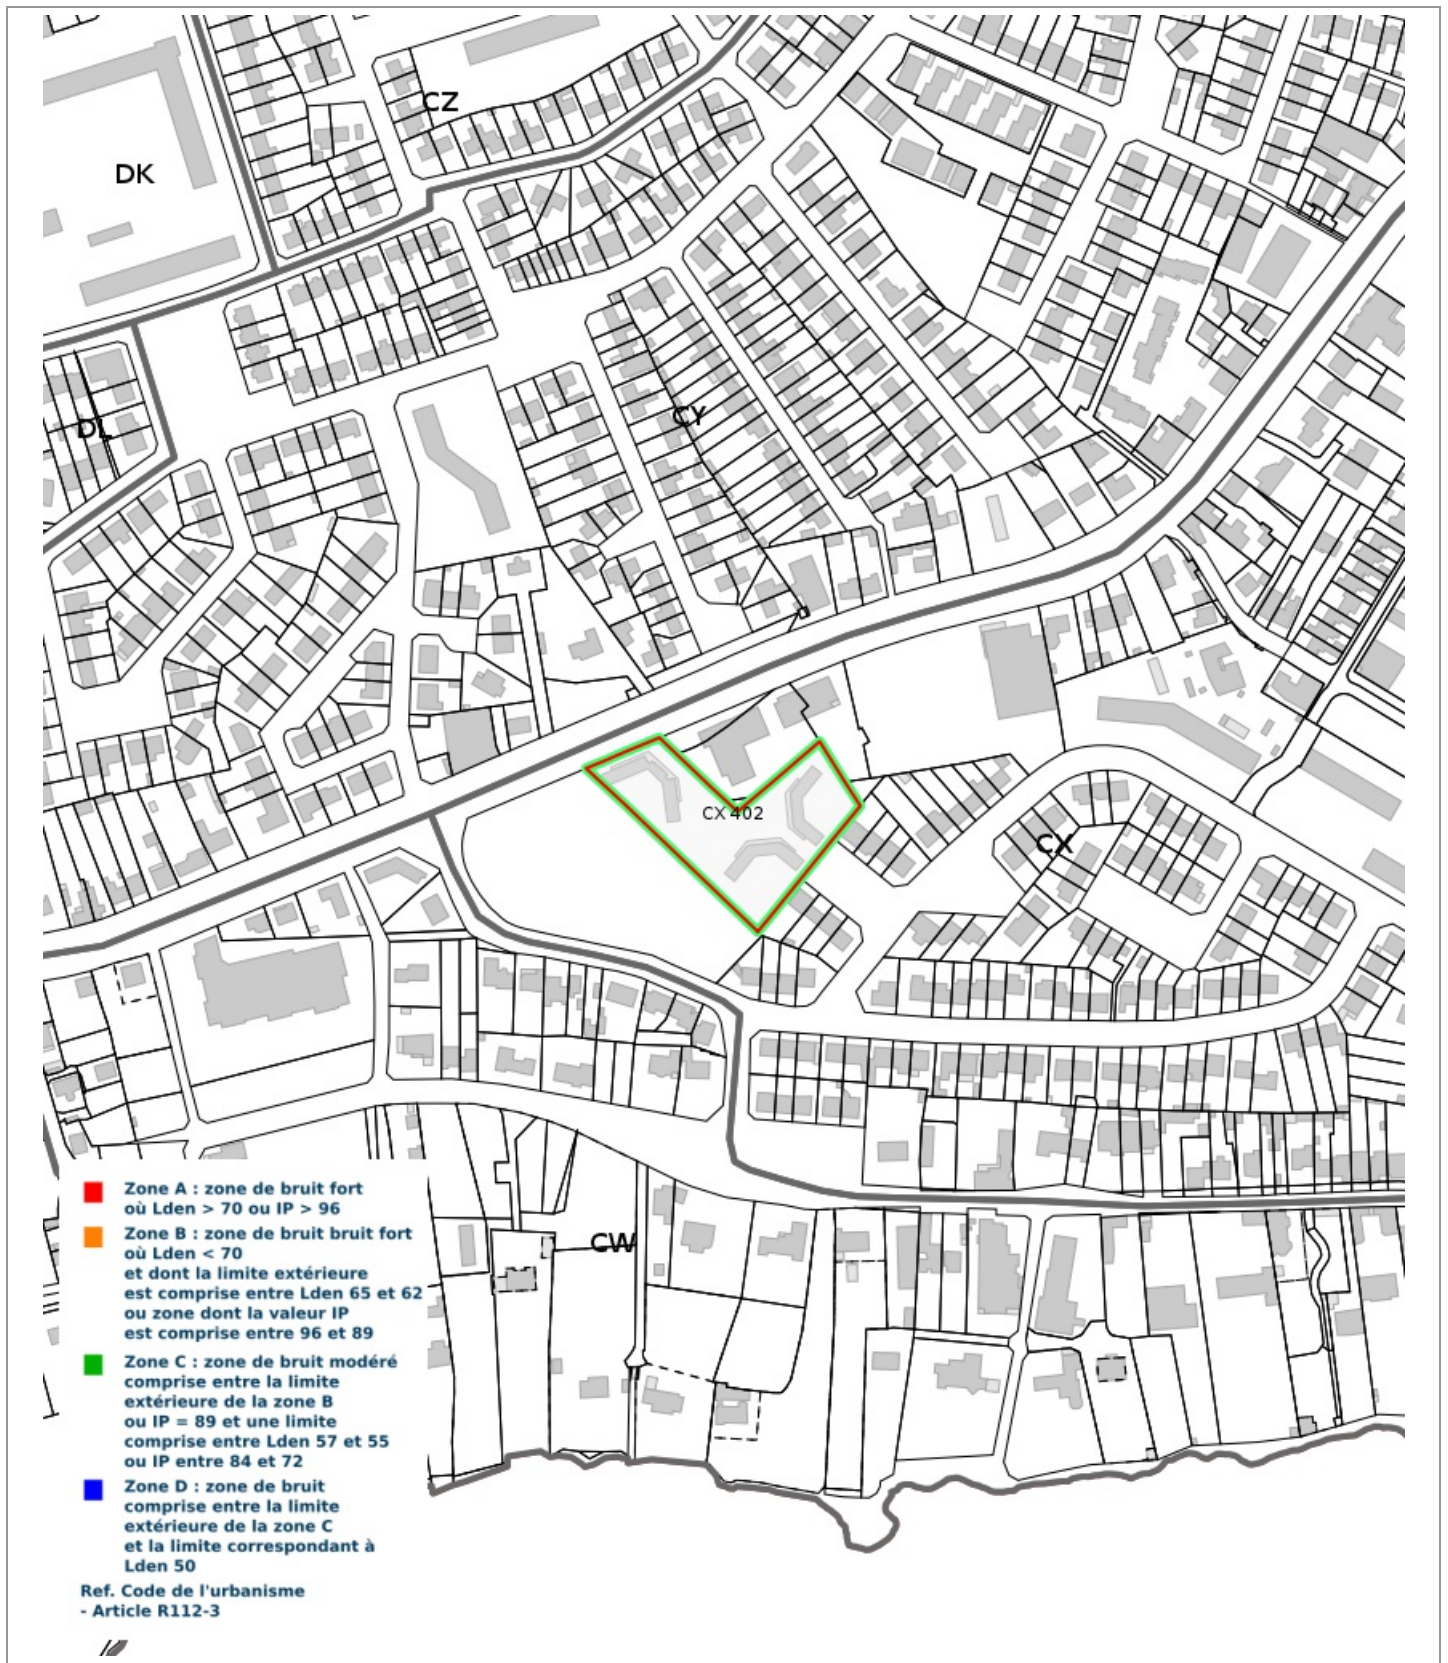 CZ
DK
CY
DL
CX 402
CX
CW
Zone A : zone de bruit fort
où Lden > 70 ou IP > 96
Zone B : zone de bruit bruit fort
où Lden < 70
et dont la limite extérieure
est comprise entre Lden 65 et 62
ou zone dont la valeur IP
est comprise entre 96 et 89
Zone C : zone de bruit modéré
comprise entre la limite
extérieure de la zone B
ou IP = 89 et une limite
comprise entre Lden 57 et 55
ou IP entre 84 et 72
Zone D : zone de bruit
comprise entre la limite
extérieure de la zone C
et la limite correspondant à
Lden 50
Ref. Code de l'urbanisme
- Article R112-3